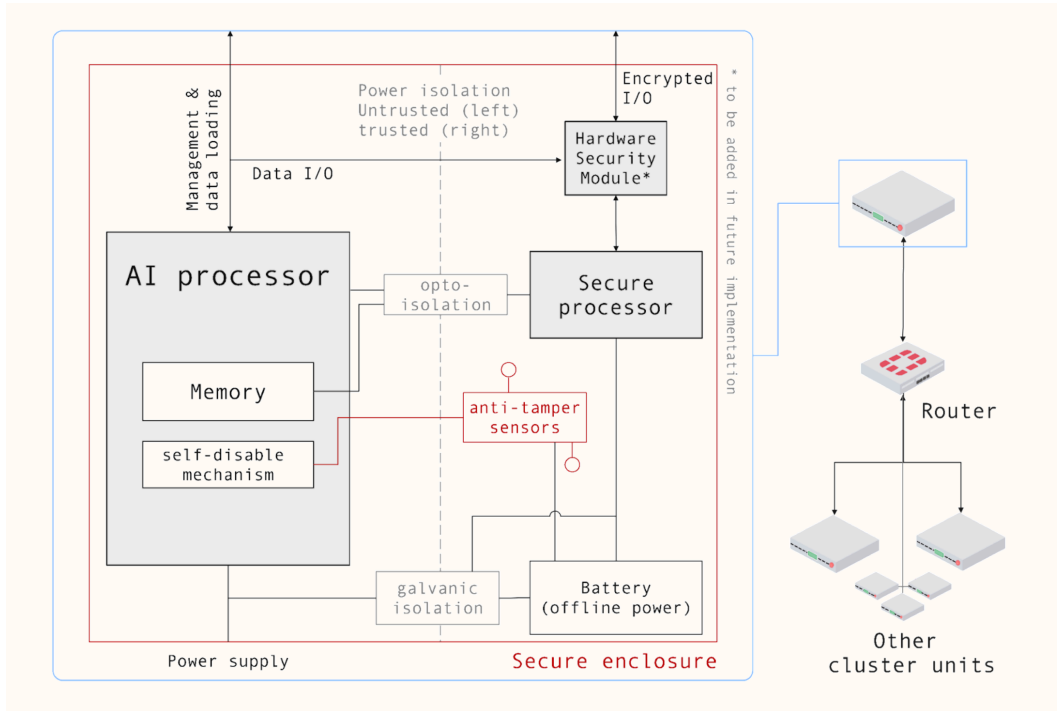 Management &
data loading
Power isolation
Untrusted (left)
trusted (right)
Encrypted
I/O
* to be added in future implementation
Data I/O
Hardware
Security
Module*
AI processor
opto-
isolation
Secure
processor
Memory
anti-tamper
sensors
self-disable
mechanism
galvanic
isolation
Battery
(offline power)
Power supply
Secure enclosure
Router
Other
cluster units